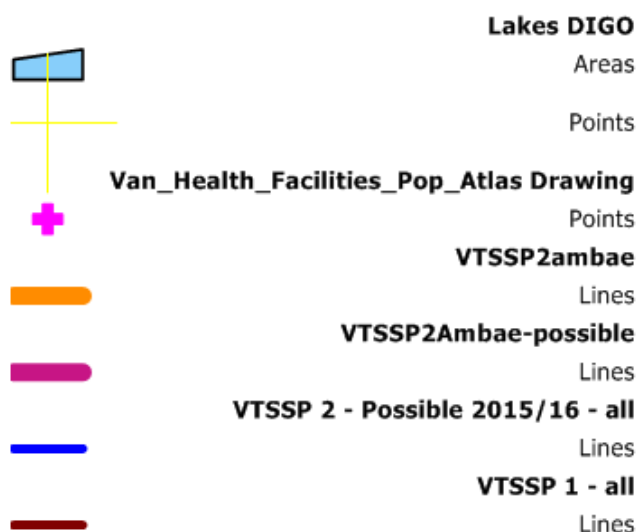 Lakes DIGO
Areas
Points
Van_Health_Facilities_Pop_Atlas Drawing
Points
VTSSP2ambae
Lines
VTSSP2Ambae-possible
Lines
VTSSP 2 - Possible 2015/16 - all
Lines
VTSSP 1 - all
Lines